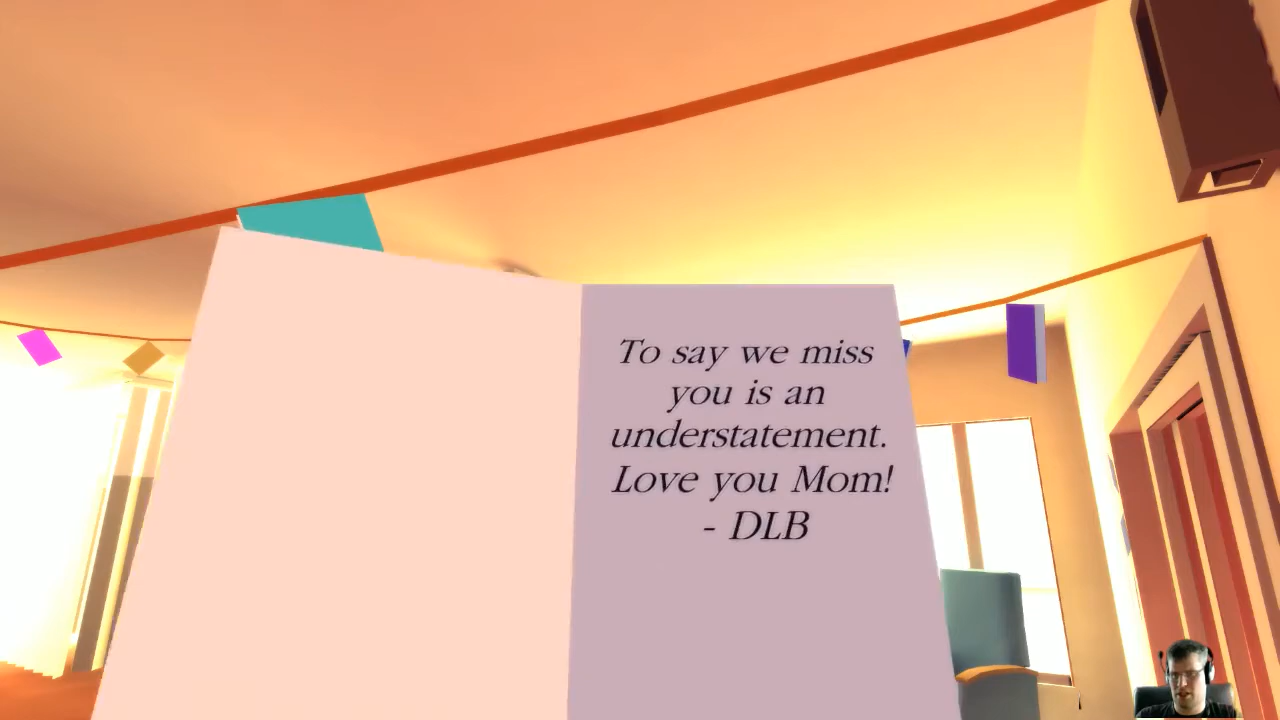 To say we miss
you is an
understatement.
Love you Mom!
- DLB